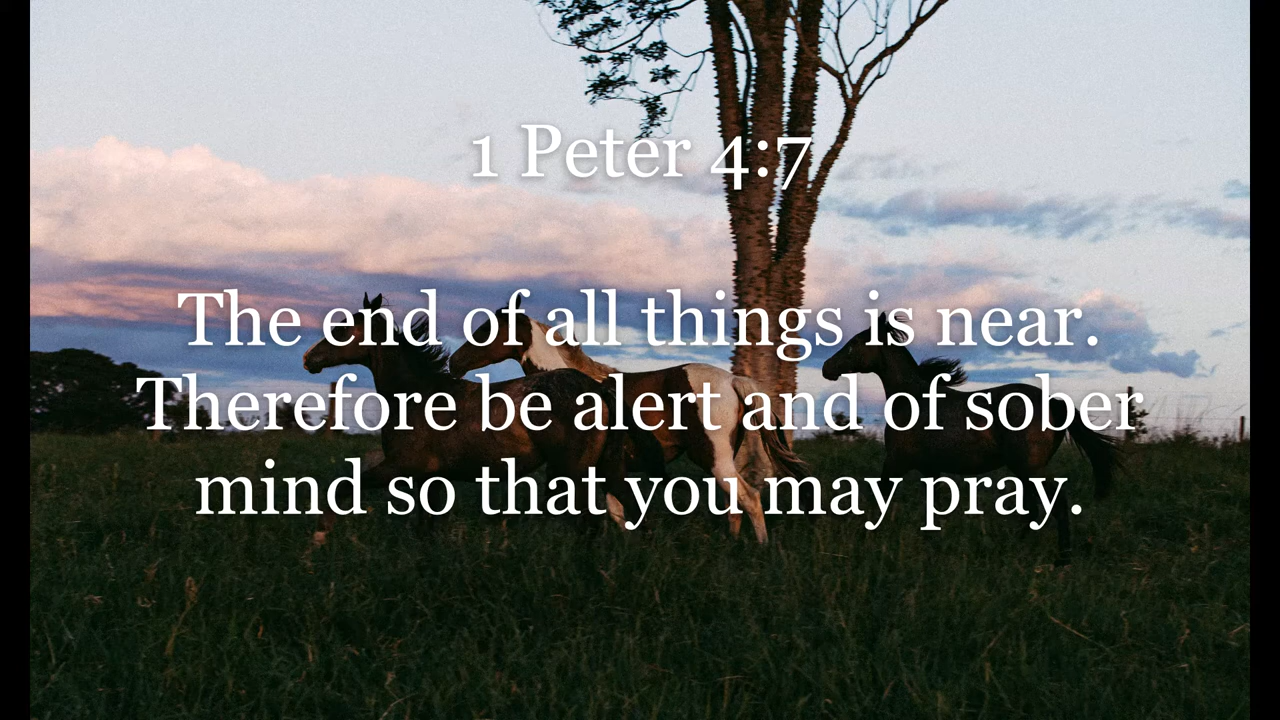 1 Peter 4:7
The end of all things is near.
Therefore be alert and of sober
mind so that you may pray.